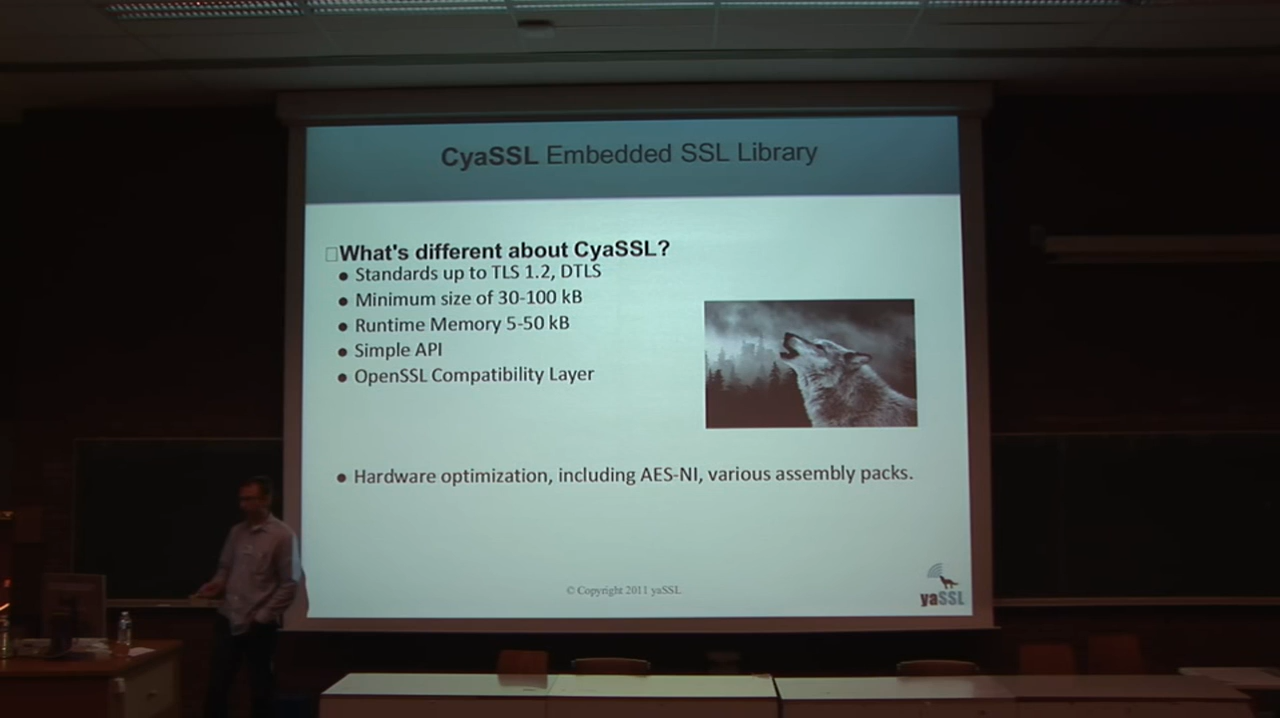 CyaSSL Embedded SSL Library
What's different about CyaSSL?
● Standards up to TLS 1.2, DTLS
● Minimum size of 30-100 kB
● Runtime Memory 5-50 kB
● Simple API
● OpenSSL Compatibility Layer
● Hardware optimization, including AES-NI, various assembly packs.
© Copyright 2011 yaSSL
yaSSL